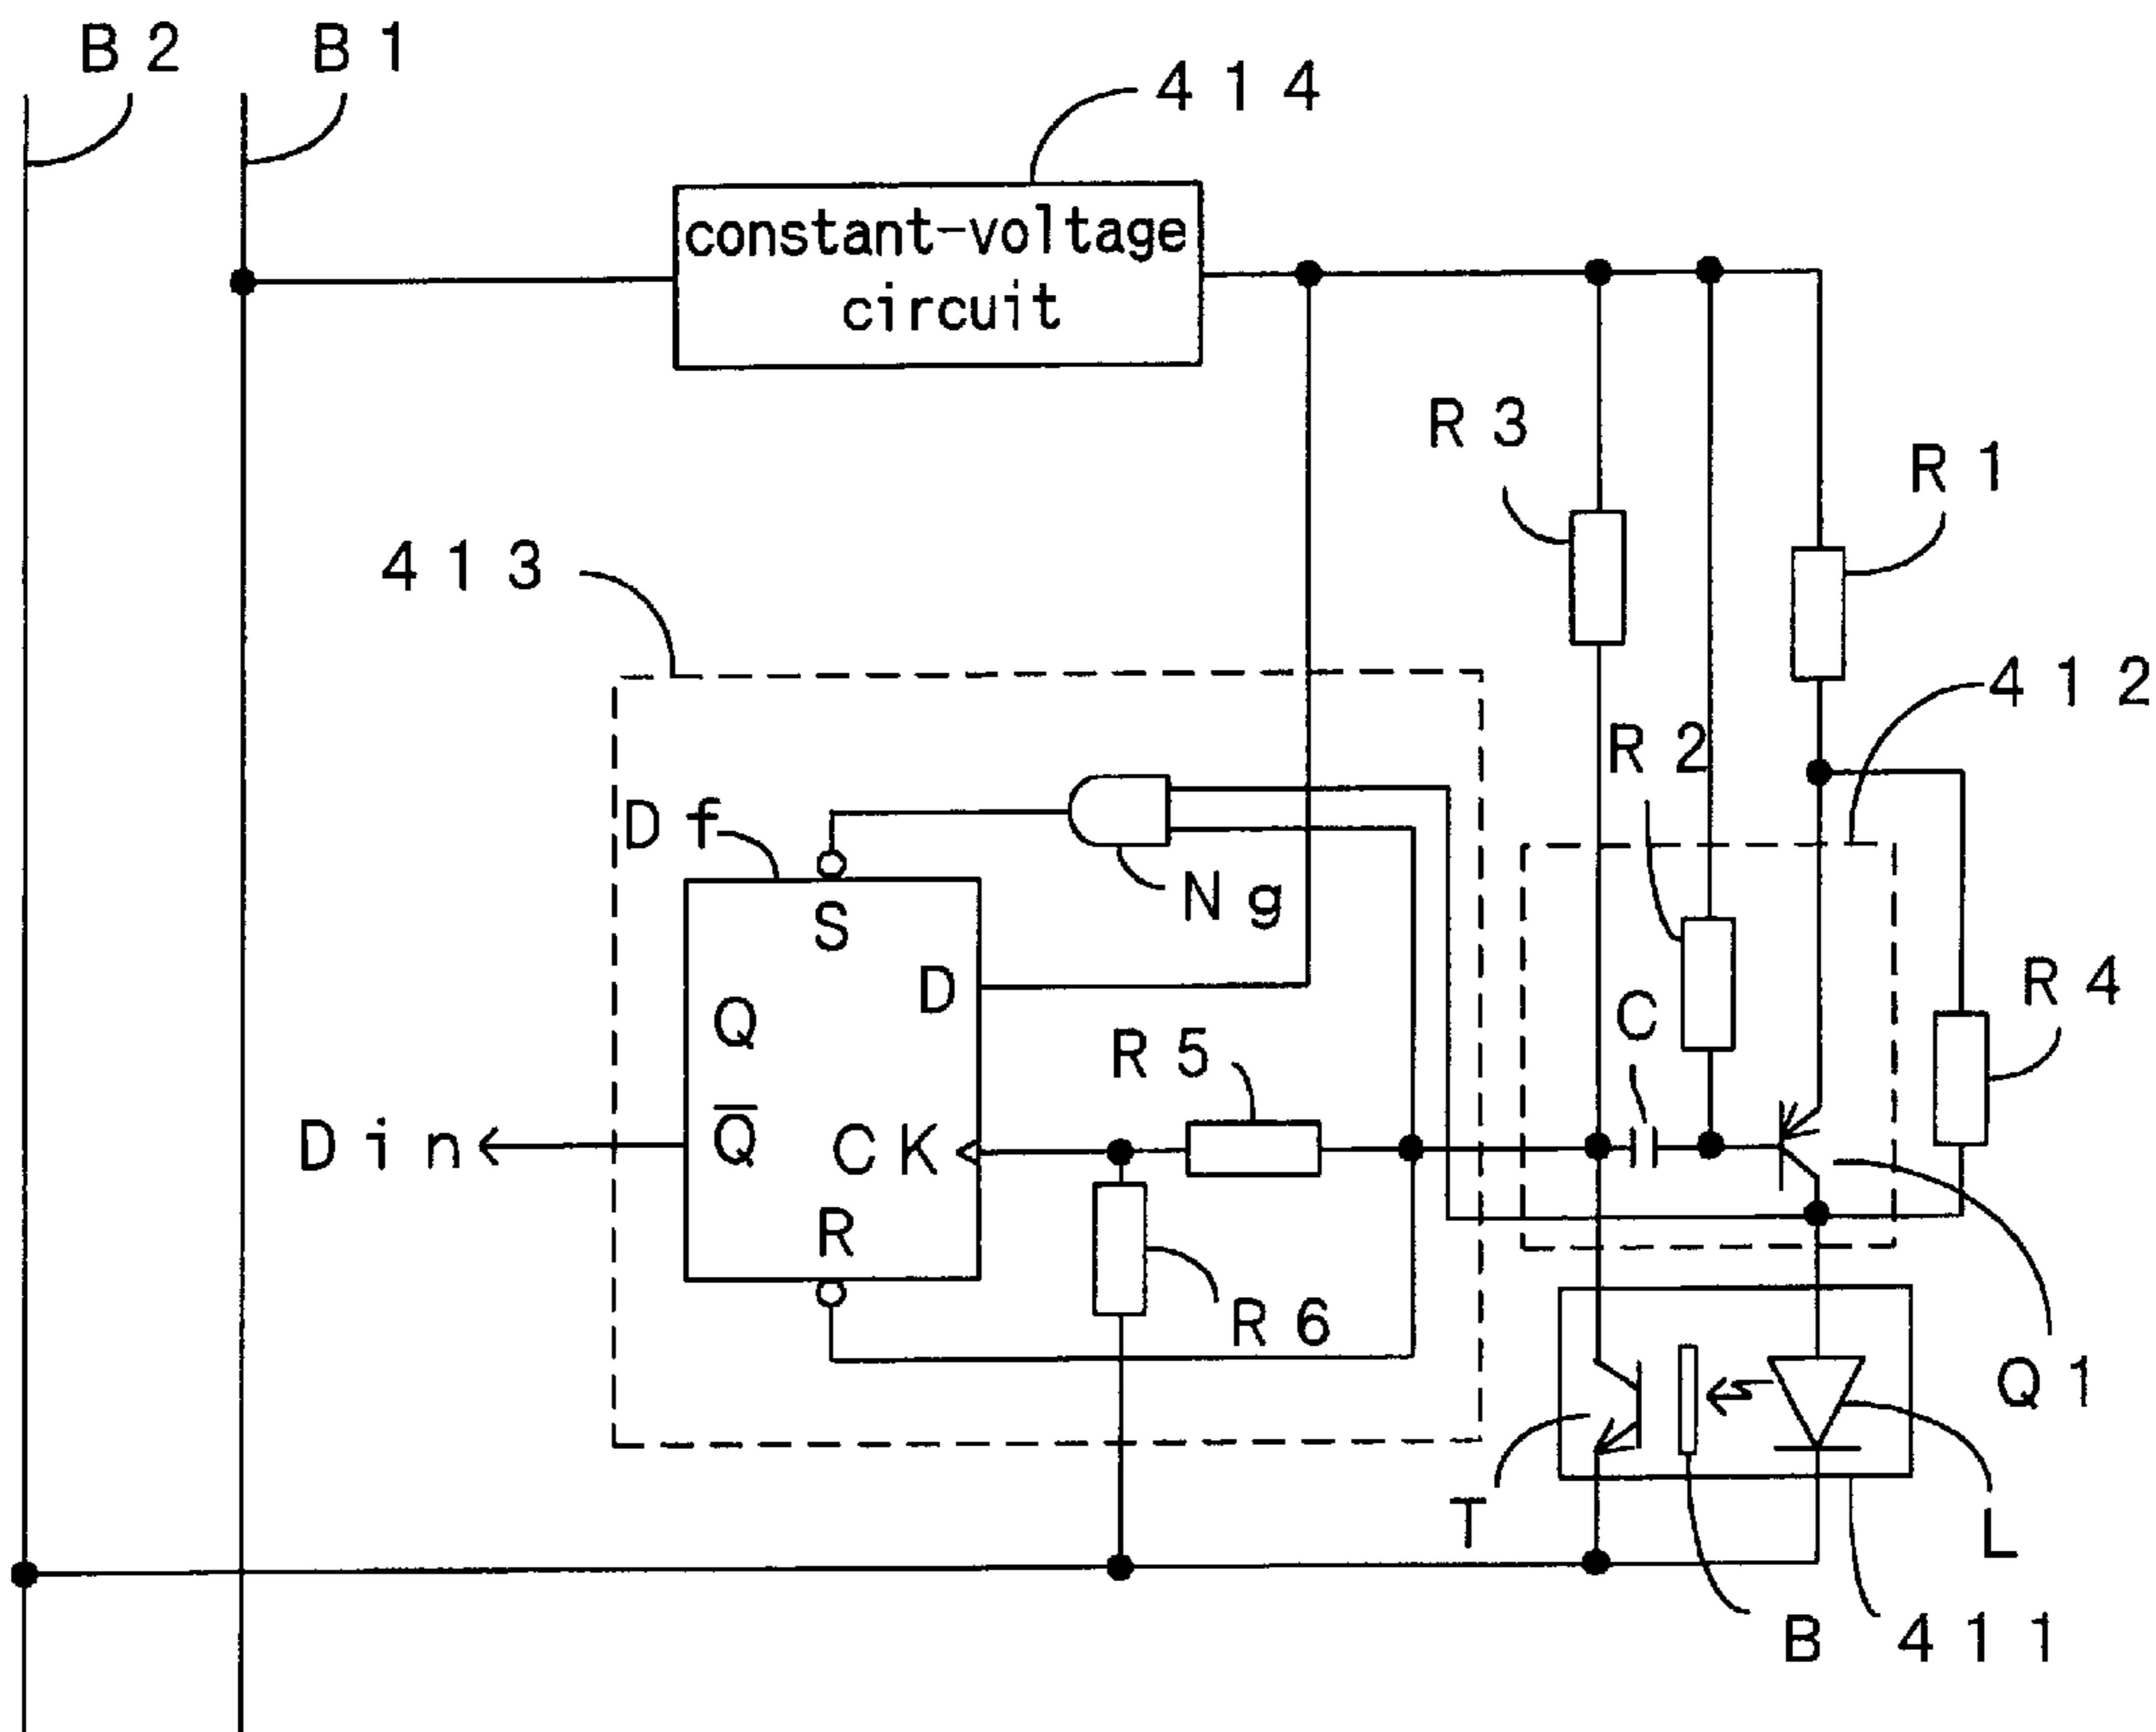 B2
B1
414
constant-voltage
circuit
R3
R1
413
412
R2
Df
Ng
S
D
Q
R4
C
R5
Din
Q̅
CK
R
R6
Q1
T
L
B
411